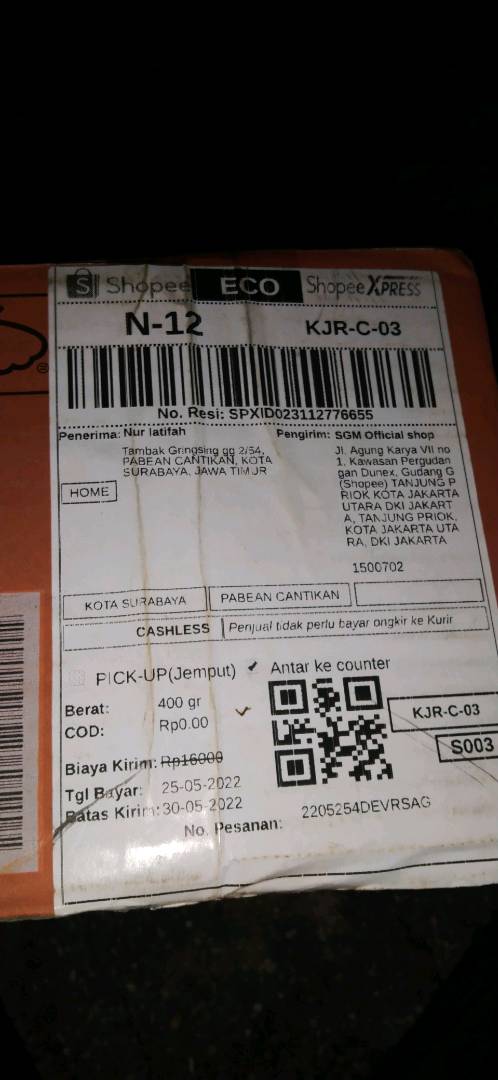 Shopee ECO Shopee XPRESS
N-12 KJR-C-03
No. Resi: SPXID023112776655
Penerima: Nur latifah
Tambak Gringsing gg 2/54,
PABEAN CANTIKAN, KOTA
SURABAYA, JAWA TIMUR
HOME
Pengirim: SGM Official shop
Jl. Agung Karya VII no
1, Kawasan Pergudan
gan Dunex, Gudang G
(Shopee) TANJUNG P
RIOK KOTA JAKARTA
UTARA DKI JAKART
A, TANJUNG PRIOK,
KOTA JAKARTA UTA
RA, DKI JAKARTA
1500702
KOTA SURABAYA PABEAN CANTIKAN
CASHLESS Penjual tidak perlu bayar ongkir ke Kurir
PICK-UP(Jemput) ✔ Antar ke counter
Berat: 400 gr
COD: Rp0.00
Biaya Kirim: Rp16000
Tgl Bayar: 25-05-2022
Batas Kirim: 30-05-2022
KJR-C-03
S003
No. Pesanan: 2205254DEVRSAG